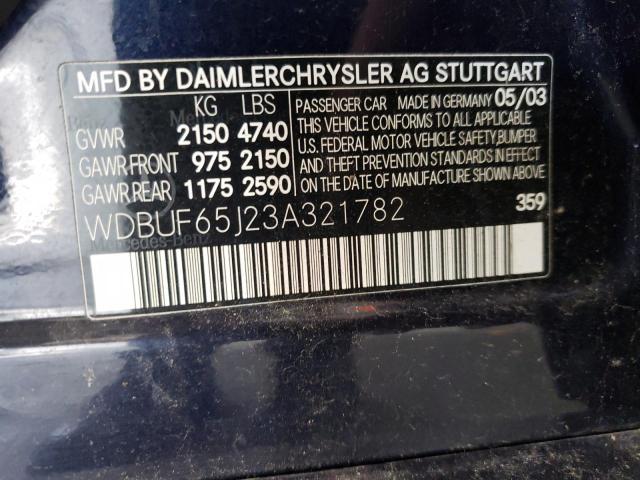 MFD BY DAIMLERCHRYSLER AG STUTTGART
KG LBS
GVWR 2150 4740
GAWR-FRONT 975 2150
GAWR.REAR 1175 2590
PASSENGER CAR MADE IN GERMANY 05/03
THIS VEHICLE CONFORMS TO ALL APPLICABLE
U.S. FEDERAL MOTOR VEHICLE SAFETY,BUMPER
AND THEFT PREVENTION STANDARDS IN EFFECT
ON THE DATE OF MANUFACTURE SHOWN ABOVE.
WDBUF65J23A321782
359
Mercedes-Benz